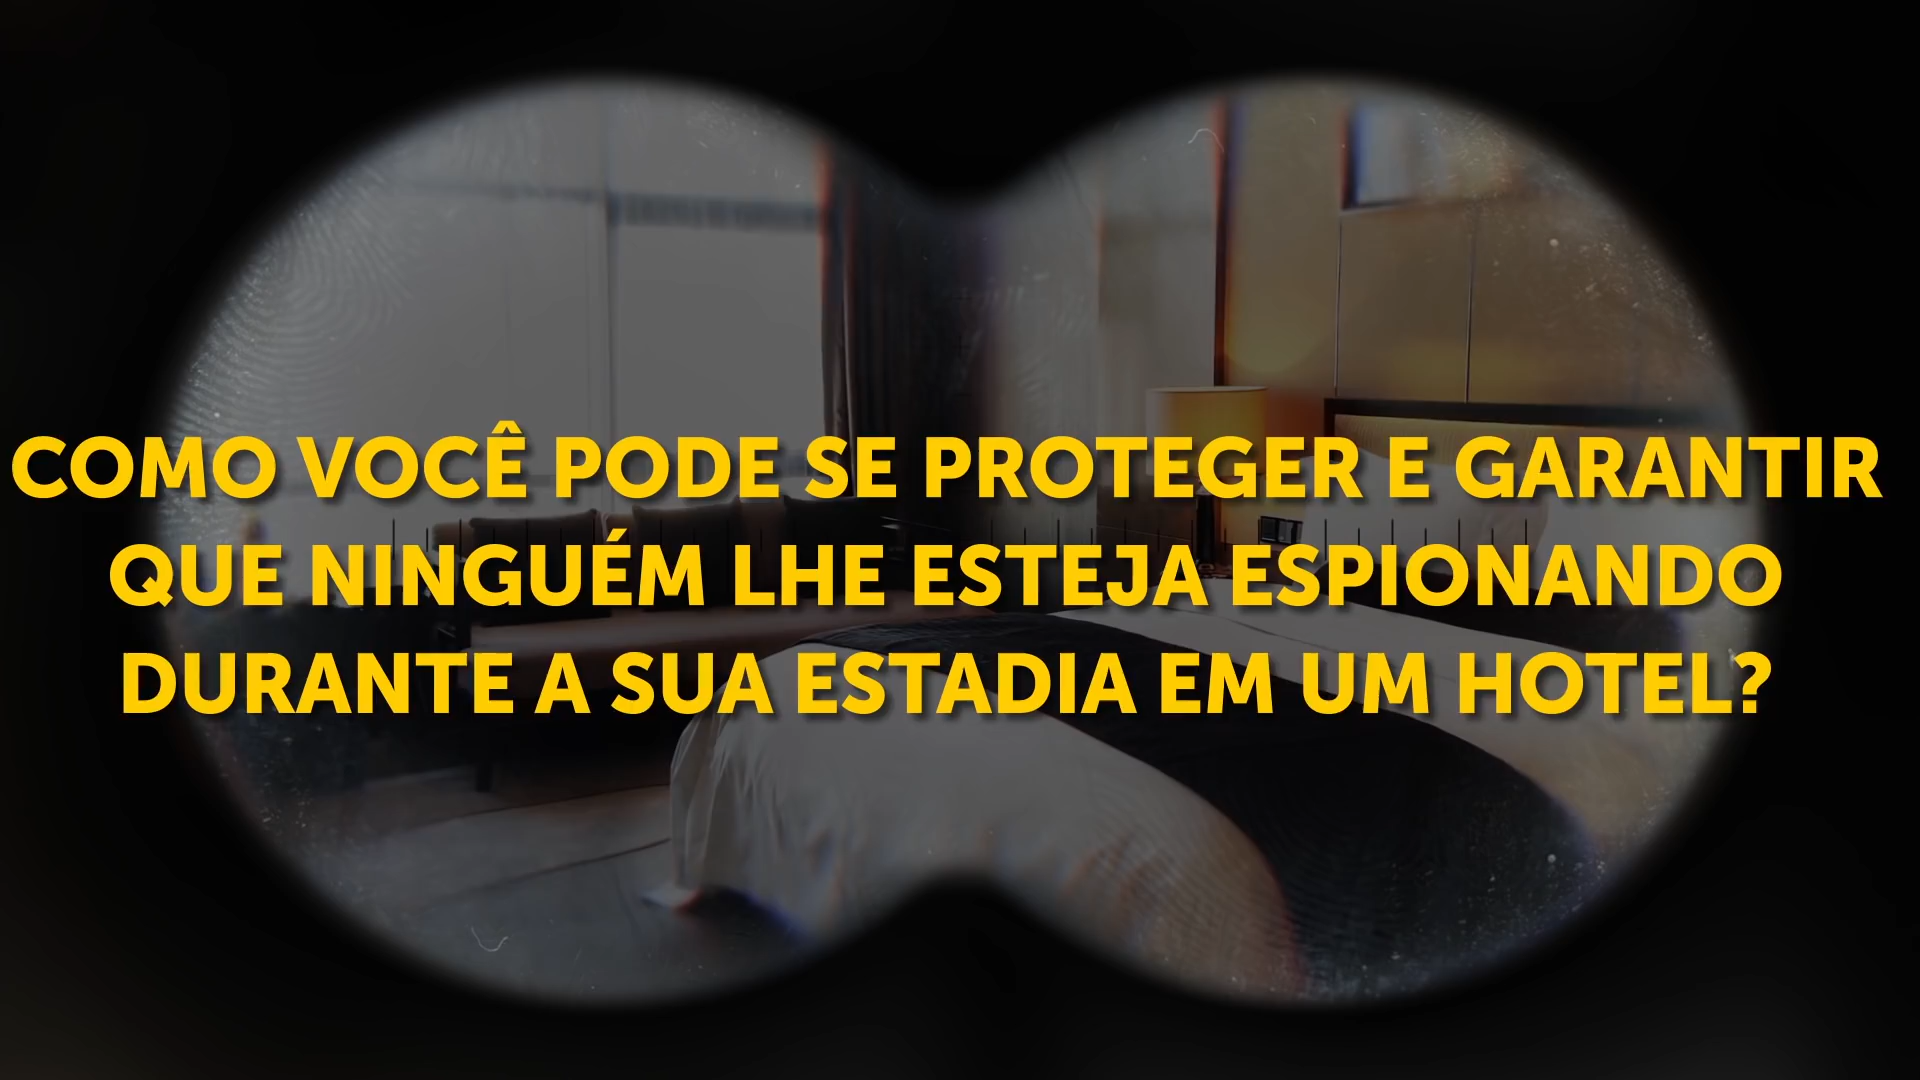 COMO VOCÊ PODE SE PROTEGER E GARANTIR
QUE NINGUÉM LHE ESTEJA ESPIONANDO
DURANTE A SUA ESTADIA EM UM HOTEL?